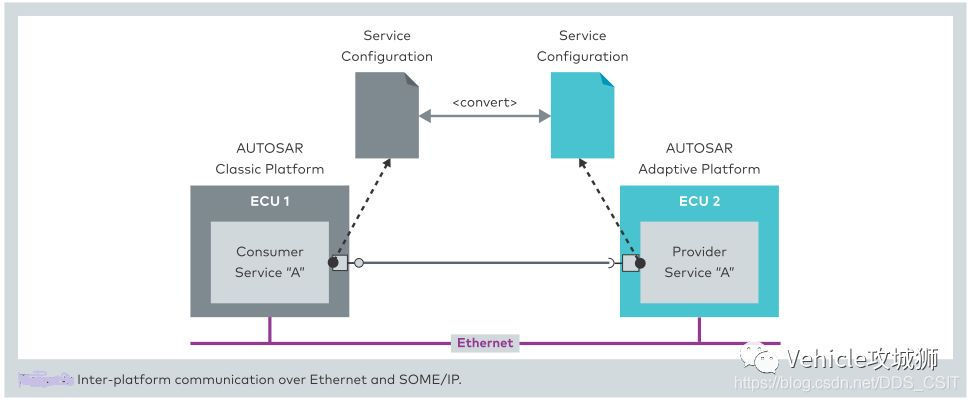 Service
Configuration
Service
Configuration
<convert>
AUTOSAR
Classic Platform
AUTOSAR
Adaptive Platform
ECU 1
ECU 2
Consumer
Service “A”
Provider
Service “A”
Ethernet
Vehicle攻城狮
Inter-platform communication over Ethernet and SOME/IP.
https://blog.csdn.net/DDS_CSIT